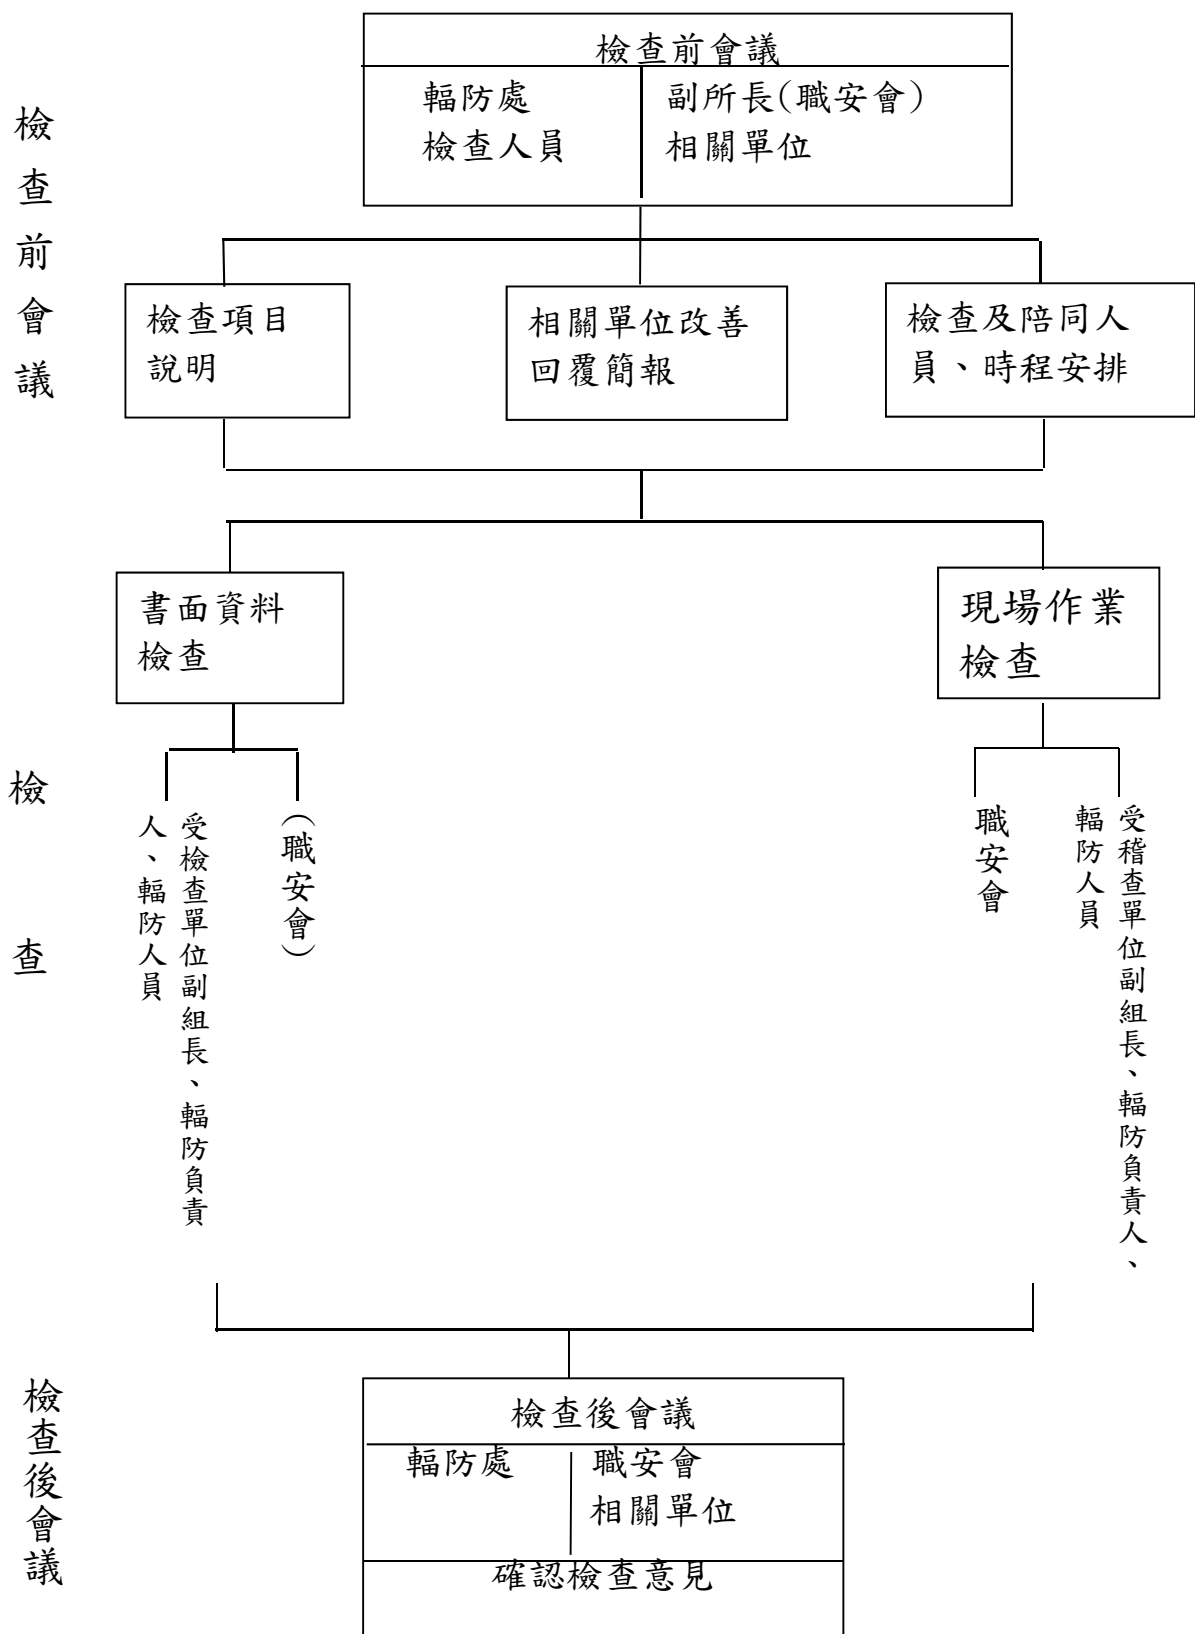 檢查前會議
檢查前會議
輻防處
檢查人員
副所長(職安會)
相關單位
檢查項目
說明
相關單位改善
回覆簡報
檢查及陪同人
員、時程安排
檢查
書面資料
檢查
現場作業
檢查
受檢查單位副組長、輻防負責
人、輻防人員
(職安會)
職安會
受稽查單位副組長、輻防負責人、
輻防人員
檢查後會議
檢查後會議
輻防處
職安會
相關單位
確認檢查意見